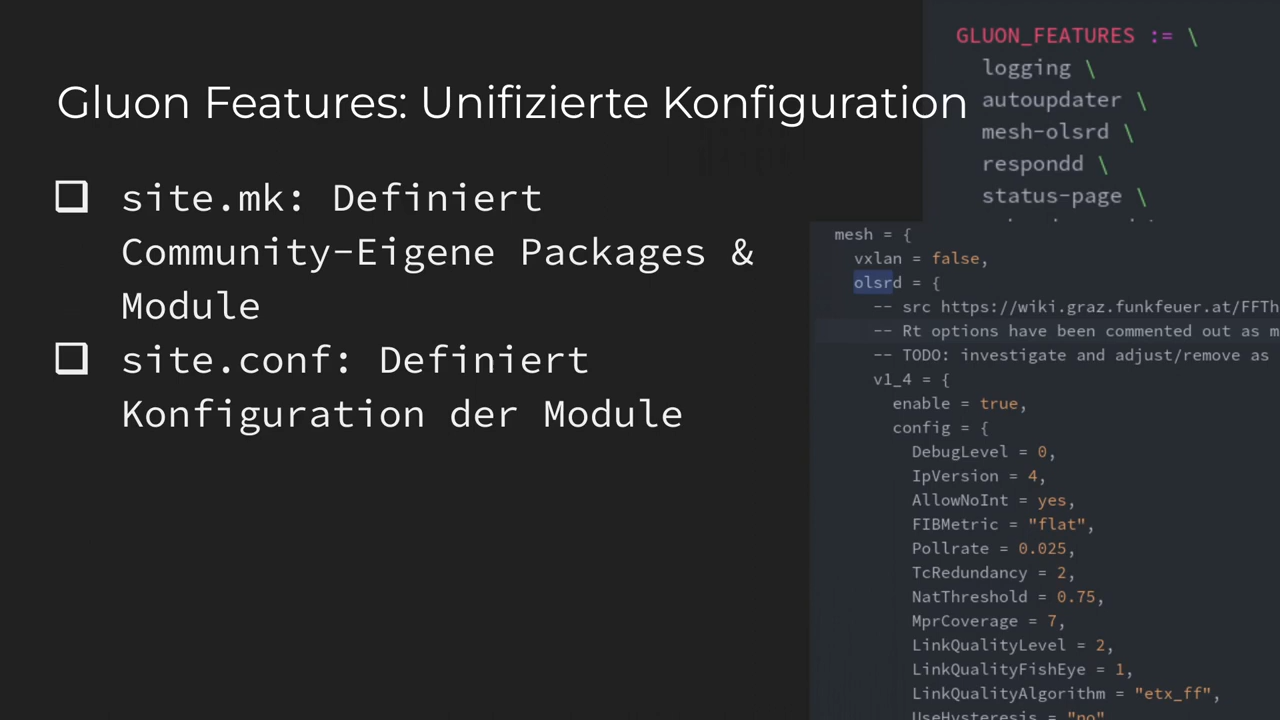 Gluon Features: Unifizierte Konfiguration
site.mk: Definiert
Community-Eigene Packages &
Module
site.conf: Definiert
Konfiguration der Module
GLUON_FEATURES := \
logging \
autoupdater \
mesh-olsrd \
respondd \
status-page \
mesh = {
vxlan = false,
olsrd = {
-- src https://wiki.graz.funkfeuer.at/FFTh
-- Rt options have been commented out as m
-- TODO: investigate and adjust/remove as
v1_4 = {
enable = true,
config = {
DebugLevel = 0,
IpVersion = 4,
AllowNoInt = yes,
FIBMetric = "flat",
Pollrate = 0.025,
TcRedundancy = 2,
NatThreshold = 0.75,
MprCoverage = 7,
LinkQualityLevel = 2,
LinkQualityFishEye = 1,
LinkQualityAlgorithm = "etx_ff",
UseHysteresis = "no"